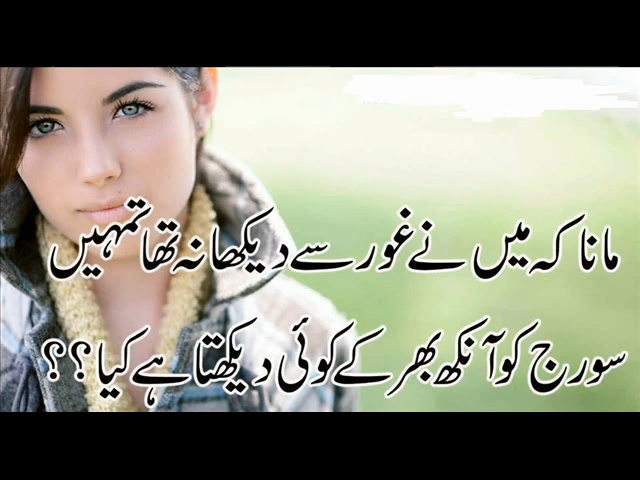 مانا کہ میں نے غور سے دیکھا نہ تھا تمہیں
سورج کو آنکھ بھر کے کوئی دیکھتا ہے کیا ؟؟